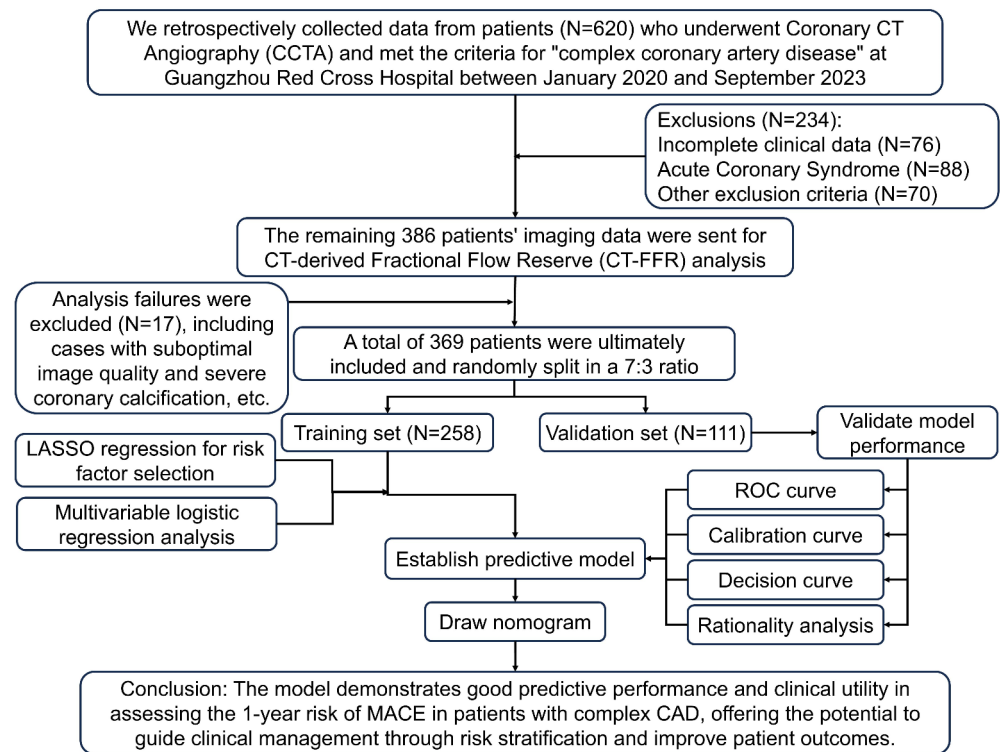 We retrospectively collected data from patients (N=620) who underwent Coronary CT
Angiography (CCTA) and met the criteria for "complex coronary artery disease" at
Guangzhou Red Cross Hospital between January 2020 and September 2023
Exclusions (N=234):
Incomplete clinical data (N=76)
Acute Coronary Syndrome (N=88)
Other exclusion criteria (N=70)
The remaining 386 patients' imaging data were sent for
CT-derived Fractional Flow Reserve (CT-FFR) analysis
Analysis failures were
excluded (N=17), including
cases with suboptimal
image quality and severe
coronary calcification, etc.
A total of 369 patients were ultimately
included and randomly split in a 7:3 ratio
Training set (N=258)
Validation set (N=111)
Validate model
performance
LASSO regression for risk
factor selection
Multivariable logistic
regression analysis
ROC curve
Calibration curve
Decision curve
Rationality analysis
Establish predictive model
Draw nomogram
Conclusion: The model demonstrates good predictive performance and clinical utility in
assessing the 1-year risk of MACE in patients with complex CAD, offering the potential to
guide clinical management through risk stratification and improve patient outcomes.